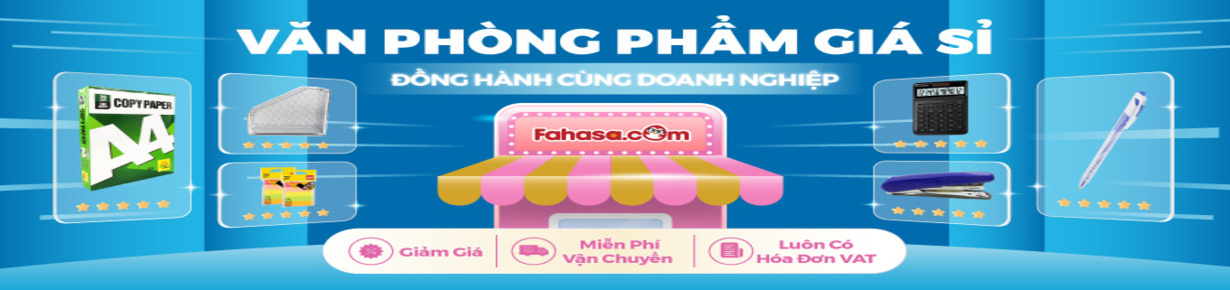 VĂN PHÒNG PHẨM GIÁ SỈ
ĐỒNG HÀNH CÙNG DOANH NGHIỆP
COPY PAPER
A4
Fahasa.com
Giảm Giá
Miễn Phí
Vận Chuyển
Luôn Có
Hóa Đơn VAT